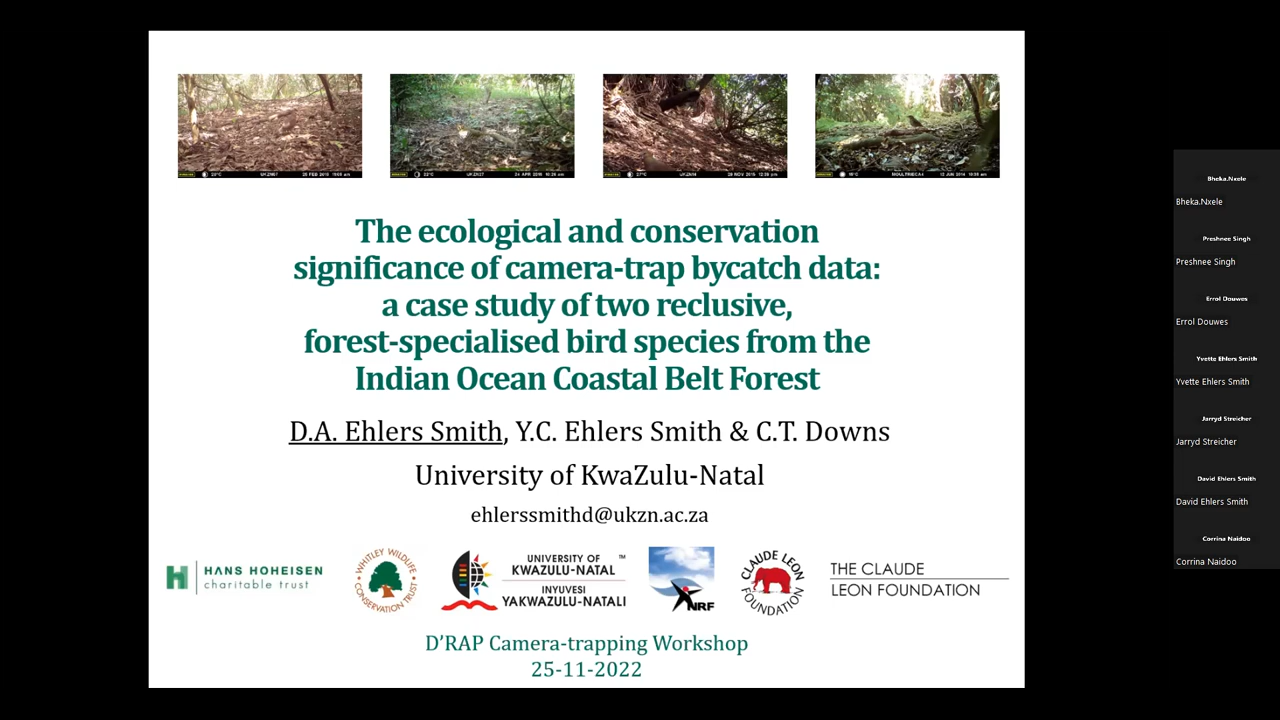 The ecological and conservation
significance of camera-trap bycatch data:
a case study of two reclusive,
forest-specialised bird species from the
Indian Ocean Coastal Belt Forest
D.A. Ehlers Smith, Y.C. Ehlers Smith & C.T. Downs
University of KwaZulu-Natal
ehlerssmithd@ukzn.ac.za
HANS HOHEISEN
charitable trust
WHITLEY WILDLIFE
CONSERVATION TRUST
UNIVERSITY OF
KWAZULU-NATAL
™
INYUVESI
YAKWAZULU-NATALI
NRF
CLAUDE LEON
FOUNDATION
THE CLAUDE
LEON FOUNDATION
D'RAP Camera-trapping Workshop
25-11-2022
Bheka.Nxele
Bheka.Nxele
Preshnee Singh
Preshnee Singh
Errol Douwes
Errol Douwes
Yvette Ehlers Smith
Yvette Ehlers Smith
Jarryd Streicher
Jarryd Streicher
David Ehlers Smith
David Ehlers Smith
Corrina Naidoo
Corrina Naidoo